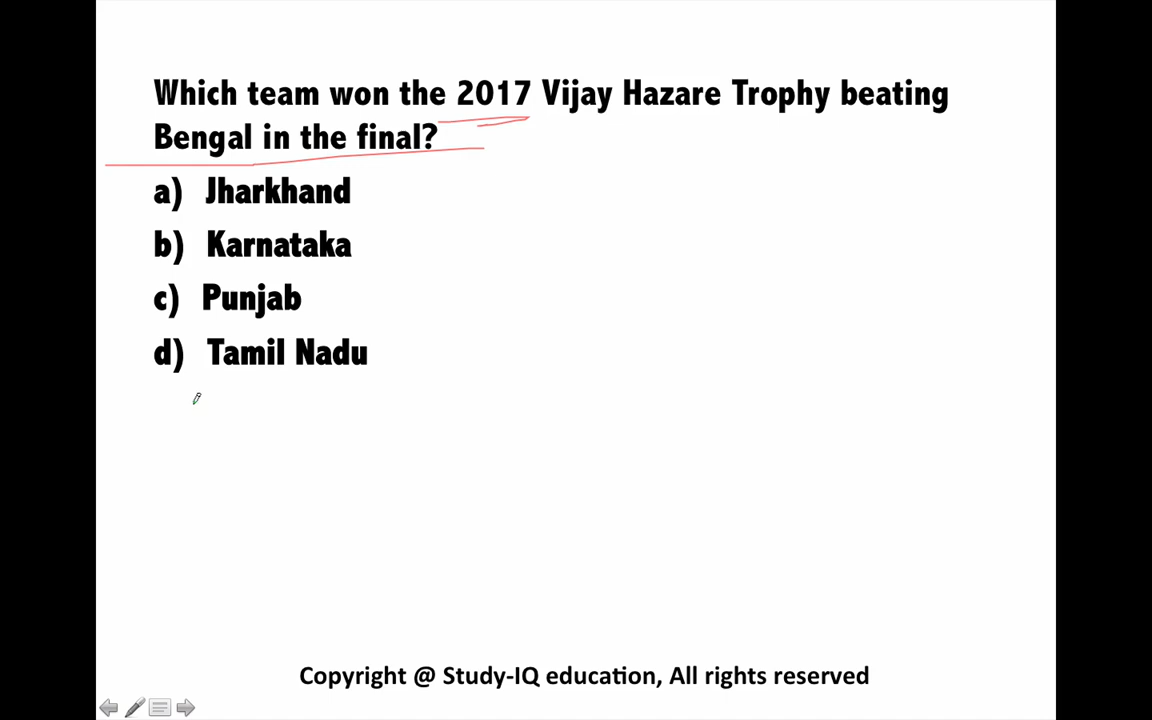 Which team won the 2017 Vijay Hazare Trophy beating
Bengal in the final?
a) Jharkhand
b) Karnataka
c) Punjab
d) Tamil Nadu
Copyright @ Study-IQ education, All rights reserved